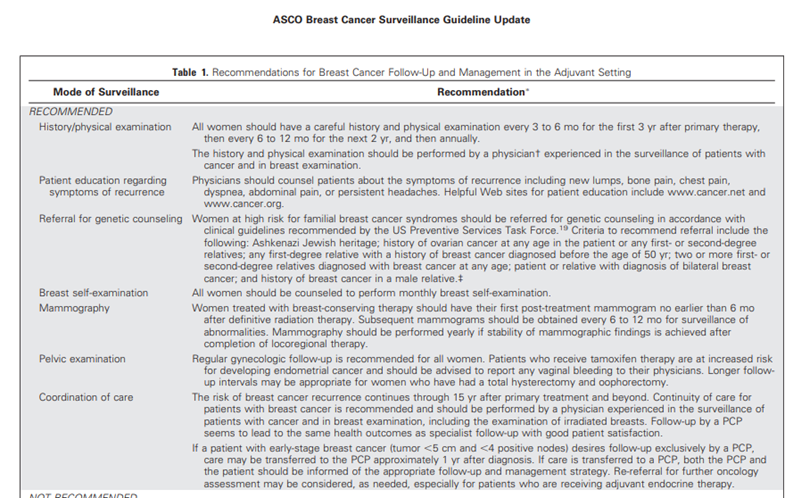 ASCO Breast Cancer Surveillance Guideline Update
Table 1. Recommendations for Breast Cancer Follow-Up and Management in the Adjuvant Setting
Mode of Surveillance Recommendation*
RECOMMENDED
History/physical examination All women should have a careful history and physical examination every 3 to 6 mo for the first 3 yr after primary therapy,
then every 6 to 12 mo for the next 2 yr, and then annually.
The history and physical examination should be performed by a physician† experienced in the surveillance of patients with
cancer and in breast examination.
Patient education regarding Physicians should counsel patients about the symptoms of recurrence including new lumps, bone pain, chest pain,
symptoms of recurrence dyspnea, abdominal pain, or persistent headaches. Helpful Web sites for patient education include www.cancer.net and
www.cancer.org.
Referral for genetic counseling Women at high risk for familial breast cancer syndromes should be referred for genetic counseling in accordance with
clinical guidelines recommended by the US Preventive Services Task Force.19 Criteria to recommend referral include the
following: Ashkenazi Jewish heritage; history of ovarian cancer at any age in the patient or any first- or second-degree
relatives; any first-degree relative with a history of breast cancer diagnosed before the age of 50 yr; two or more first- or
second-degree relatives diagnosed with breast cancer at any age; patient or relative with diagnosis of bilateral breast
cancer; and history of breast cancer in a male relative.‡
Breast self-examination All women should be counseled to perform monthly breast self-examination.
Mammography Women treated with breast-conserving therapy should have their first post-treatment mammogram no earlier than 6 mo
after definitive radiation therapy. Subsequent mammograms should be obtained every 6 to 12 mo for surveillance of
abnormalities. Mammography should be performed yearly if stability of mammographic findings is achieved after
completion of locoregional therapy.
Pelvic examination Regular gynecologic follow-up is recommended for all women. Patients who receive tamoxifen therapy are at increased risk
for developing endometrial cancer and should be advised to report any vaginal bleeding to their physicians. Longer follow-
up intervals may be appropriate for women who have had a total hysterectomy and oophorectomy.
Coordination of care The risk of breast cancer recurrence continues through 15 yr after primary treatment and beyond. Continuity of care for
patients with breast cancer is recommended and should be performed by a physician experienced in the surveillance of
patients with cancer and in breast examination, including the examination of irradiated breasts. Follow-up by a PCP
seems to lead to the same health outcomes as specialist follow-up with good patient satisfaction.
If a patient with early-stage breast cancer (tumor <5 cm and <4 positive nodes) desires follow-up exclusively by a PCP,
care may be transferred to the PCP approximately 1 yr after diagnosis. If care is transferred to a PCP, both the PCP and
the patient should be informed of the appropriate follow-up and management strategy. Re-referral for further oncology
assessment may be considered, as needed, especially for patients who are receiving adjuvant endocrine therapy.
NOT RECOMMENDED